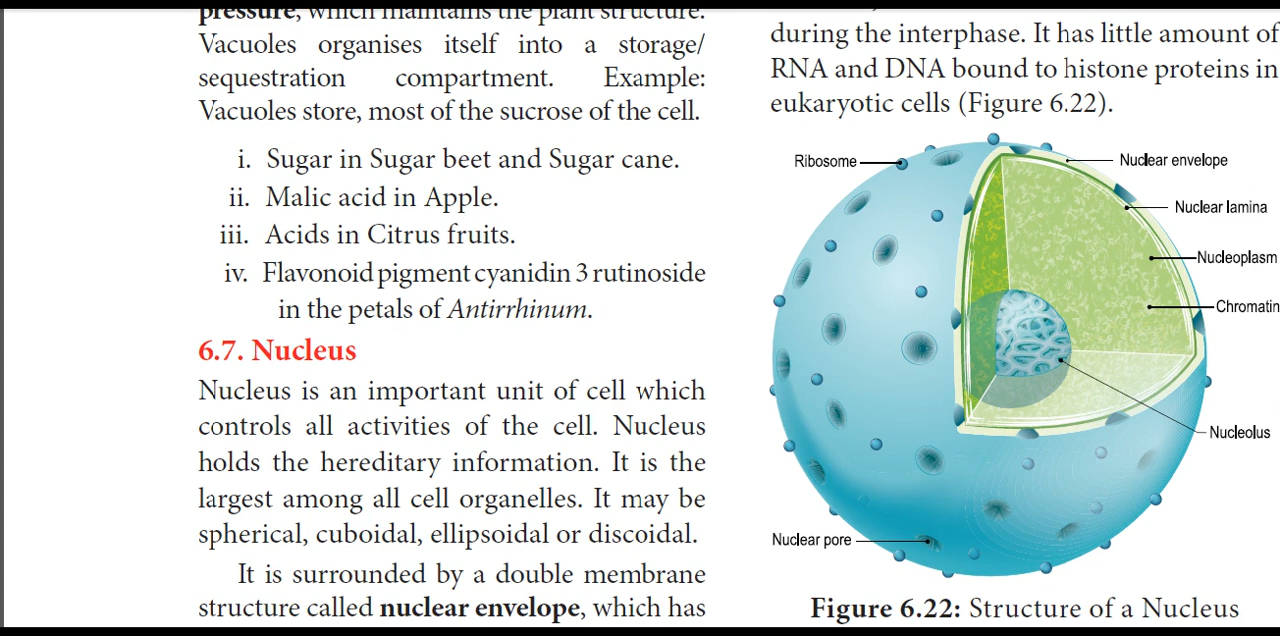 pressure, which maintains the plant structure.
Vacuoles organises itself into a storage/
sequestration compartment. Example:
Vacuoles store, most of the sucrose of the cell.
i. Sugar in Sugar beet and Sugar cane.
ii. Malic acid in Apple.
iii. Acids in Citrus fruits.
iv. Flavonoid pigment cyanidin 3 rutinoside
in the petals of Antirrhinum.
6.7. Nucleus
Nucleus is an important unit of cell which
controls all activities of the cell. Nucleus
holds the hereditary information. It is the
largest among all cell organelles. It may be
spherical, cuboidal, ellipsoidal or discoidal.
It is surrounded by a double membrane
structure called nuclear envelope, which has
during the interphase. It has little amount of
RNA and DNA bound to histone proteins in
eukaryotic cells (Figure 6.22).
Ribosome
Nuclear envelope
Nuclear lamina
Nucleoplasm
Chromatin
Nucleolus
Nuclear pore
Figure 6.22: Structure of a Nucleus